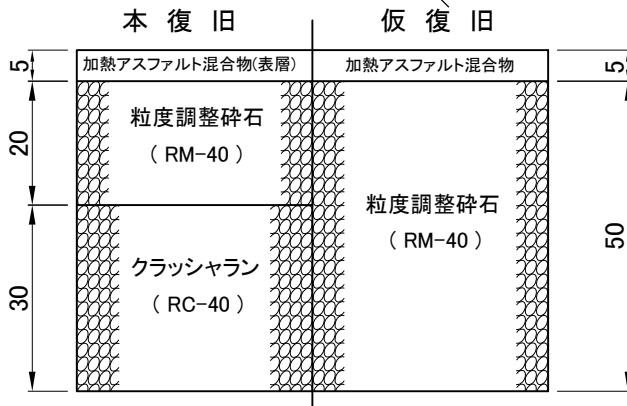 本復旧
仮復旧
5
加熱アスファルト混合物(表層)
加熱アスファルト混合物
5
20
粒度調整砕石
( RM-40 )
粒度調整砕石
( RM-40 )
50
30
クラッシャラン
( RC-40 )